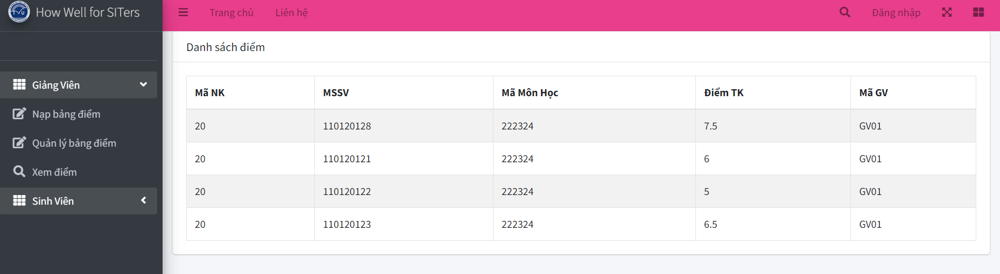 How Well for SITers
Trang chủ
Liên hệ
Đăng nhập
Giảng Viên
Nạp bảng điểm
Quản lý bảng điểm
Xem điểm
Sinh Viên
Danh sách điểm
Mã NK MSSV Mã Môn Học Điểm TK Mã GV
20 110120128 222324 7.5 GV01
20 110120121 222324 6 GV01
20 110120122 222324 5 GV01
20 110120123 222324 6.5 GV01